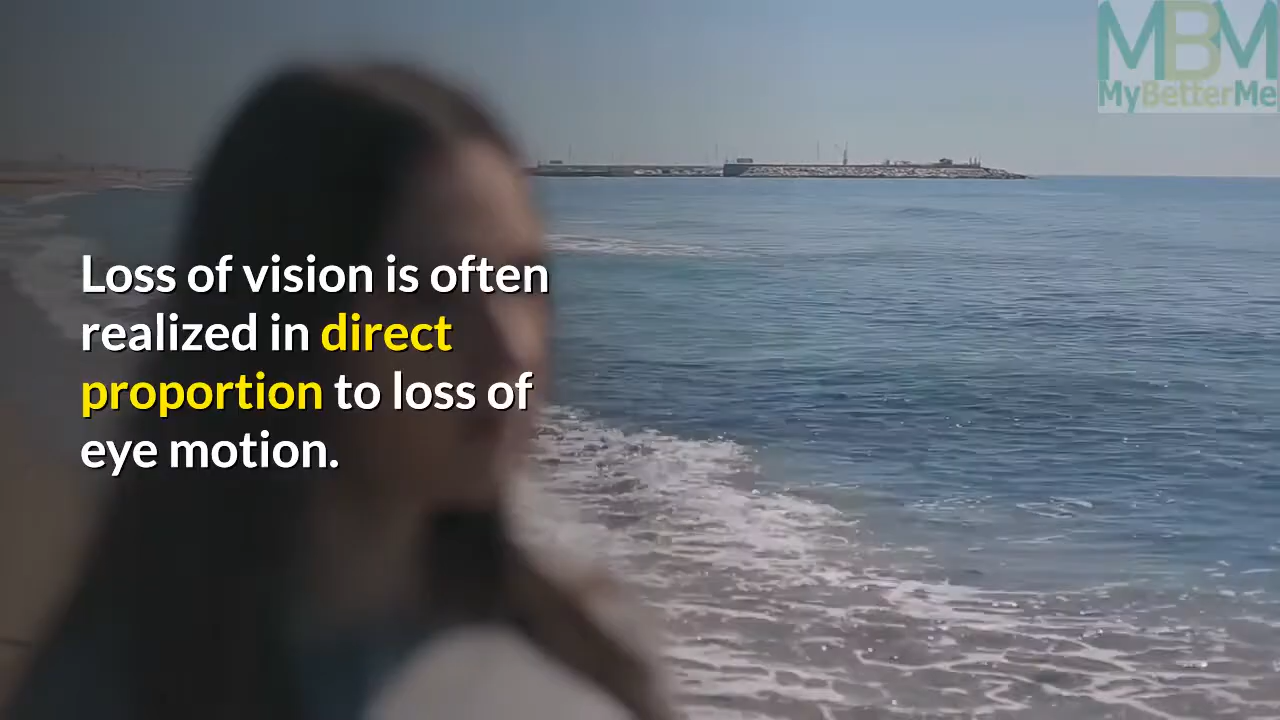 MBM
MyBetterMe
Loss of vision is often
realized in direct
proportion to loss of
eye motion.